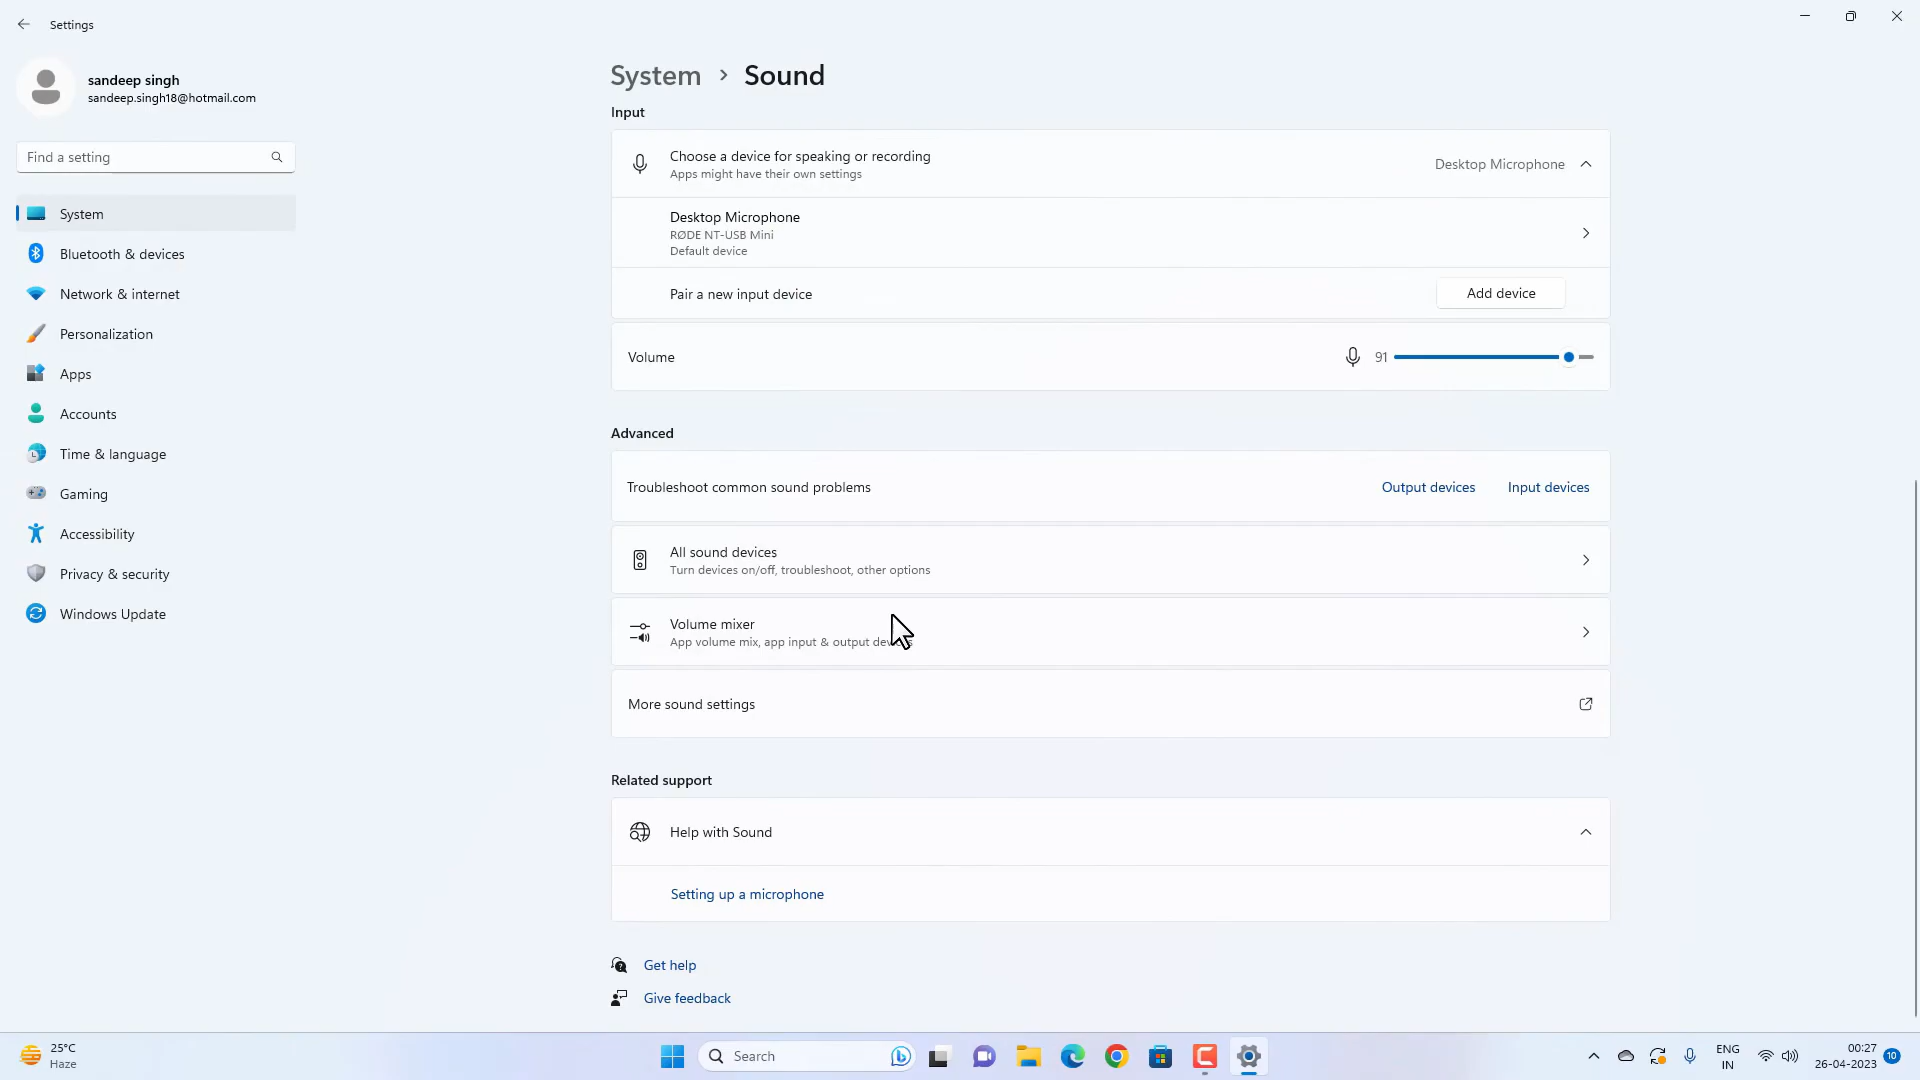 Settings
sandeep singh
sandeep.singh18@hotmail.com
Find a setting
System
Bluetooth & devices
Network & internet
Personalization
Apps
Accounts
Time & language
Gaming
Accessibility
Privacy & security
Windows Update
System > Sound
Input
Choose a device for speaking or recording
Apps might have their own settings
Desktop Microphone
Desktop Microphone
RØDE NT-USB Mini
Default device
Pair a new input device
Add device
Volume
91
Advanced
Troubleshoot common sound problems
Output devices
Input devices
All sound devices
Turn devices on/off, troubleshoot, other options
Volume mixer
App volume mix, app input & output
More sound settings
Related support
Help with Sound
Setting up a microphone
Get help
Give feedback
25°C
Haze
Search
ENG
IN
00:27
26-04-2023
10